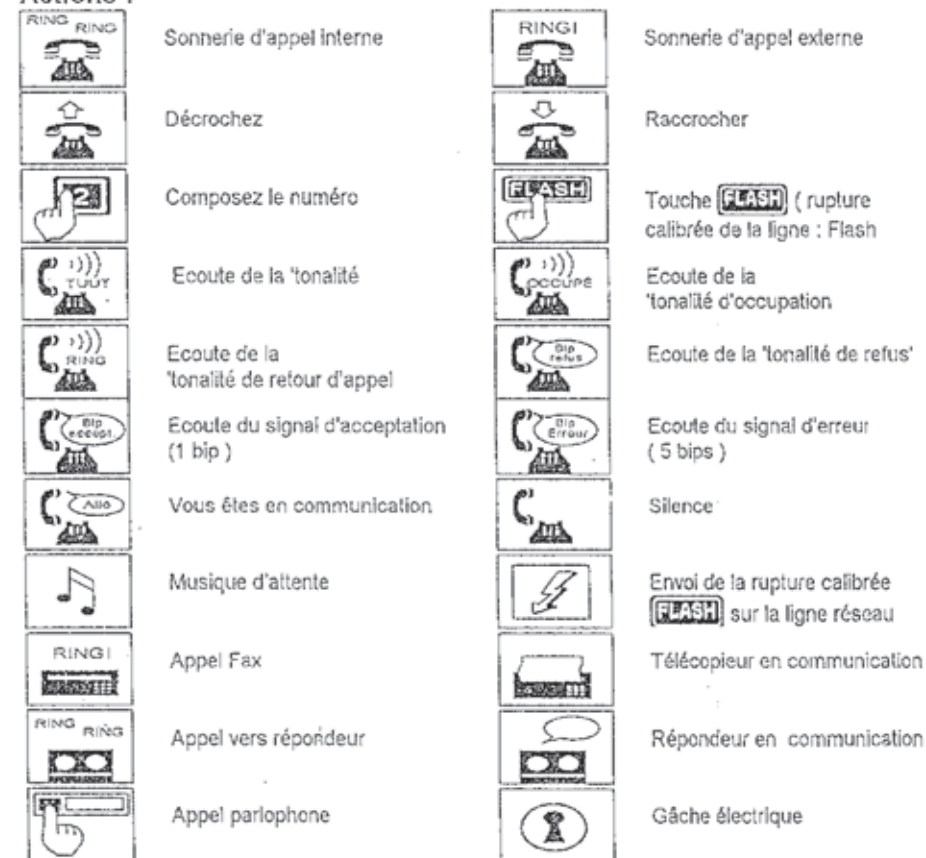 Actions :
RING RING
Sonnerie d'appel interne
RING!
Sonnerie d'appel externe
Décrochez
Raccrocher
2
Composez le numéro
FLASH
Touche FLASH ( rupture
calibrée de la ligne : Flash
TUUT
Ecoute de la 'tonalité
OCCUPÉ
Ecoute de la
'tonalité d'occupation
RING
Ecoute de la
'tonalité de retour d'appel
Bip
refus
Ecoute de la 'tonalité de refus'
Bip
accept.
Ecoute du signal d'acceptation
(1 bip )
Bip
Erreur
Ecoute du signal d'erreur
( 5 bips )
Allô
Vous êtes en communication
Silence
Musique d'attente
Envoi de la rupture calibrée
FLASH sur la ligne réseau
RING!
Appel Fax
Télécopieur en communication
RING RING
Appel vers répondeur
Répondeur en communication
Appel parlophone
Gâche électrique